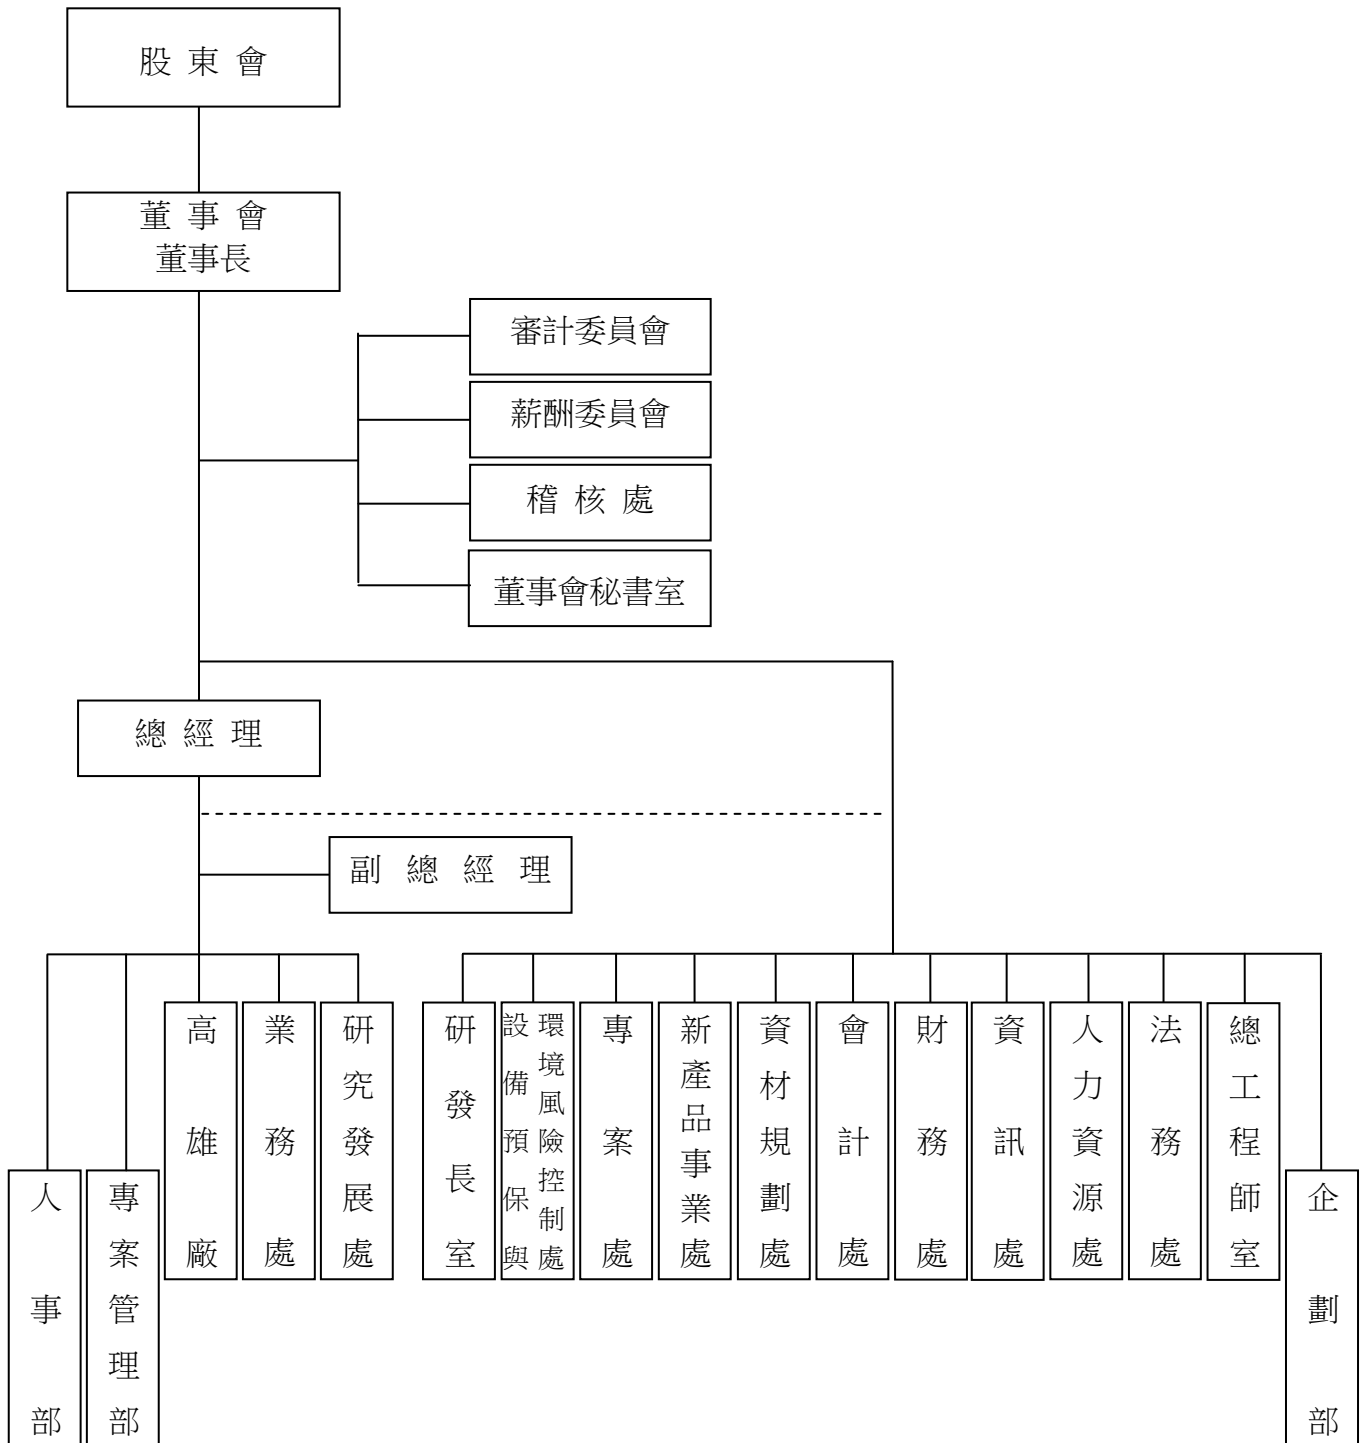 股東會
董事會
董事長
審計委員會
薪酬委員會
稽核處
董事會秘書室
總經理
副總經理
人事部
專案管理部
高雄廠
業務處
研究發展處
研發長室
設備預保與
環境風險控制處
專案處
新產品事業處
資材規劃處
會計處
財務處
資訊處
人力資源處
法務處
總工程師室
企劃部